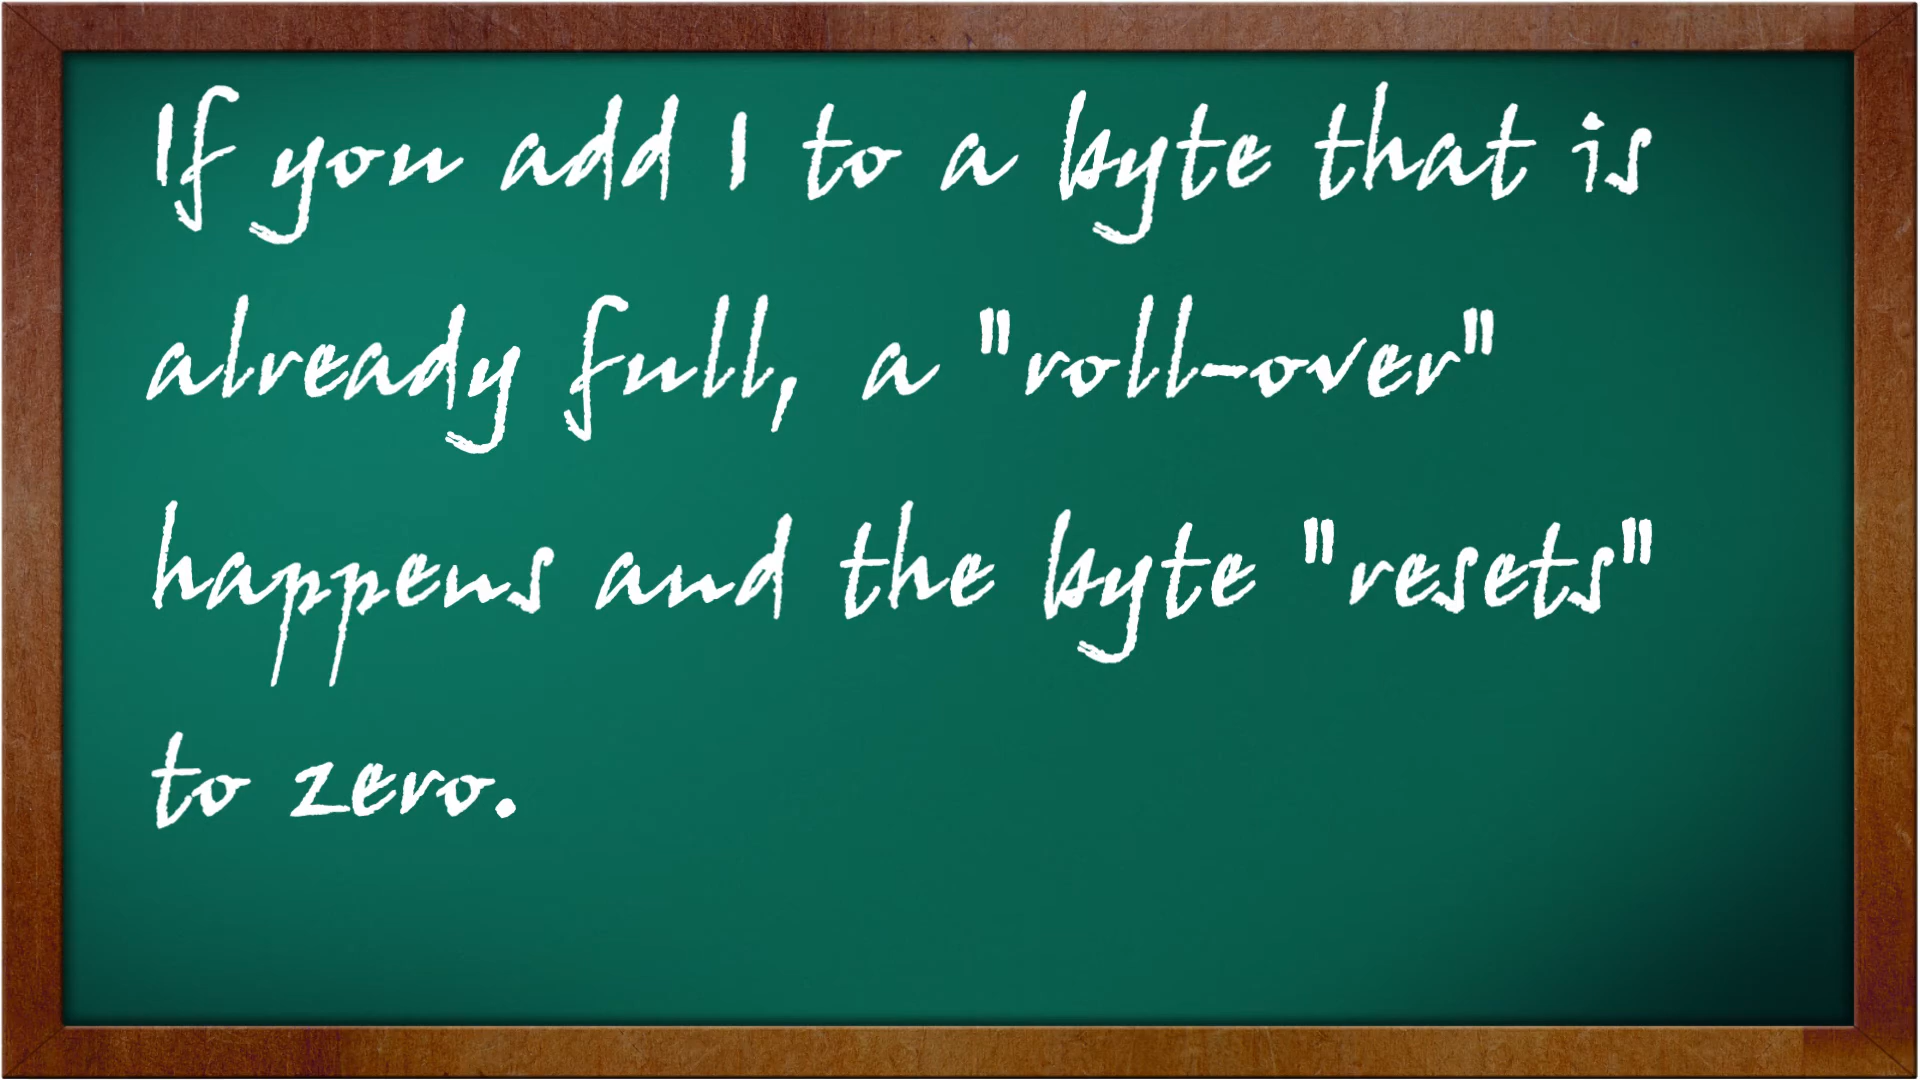 If you add 1 to a byte that is
already full, a "roll-over"
happens and the byte "resets"
to zero.